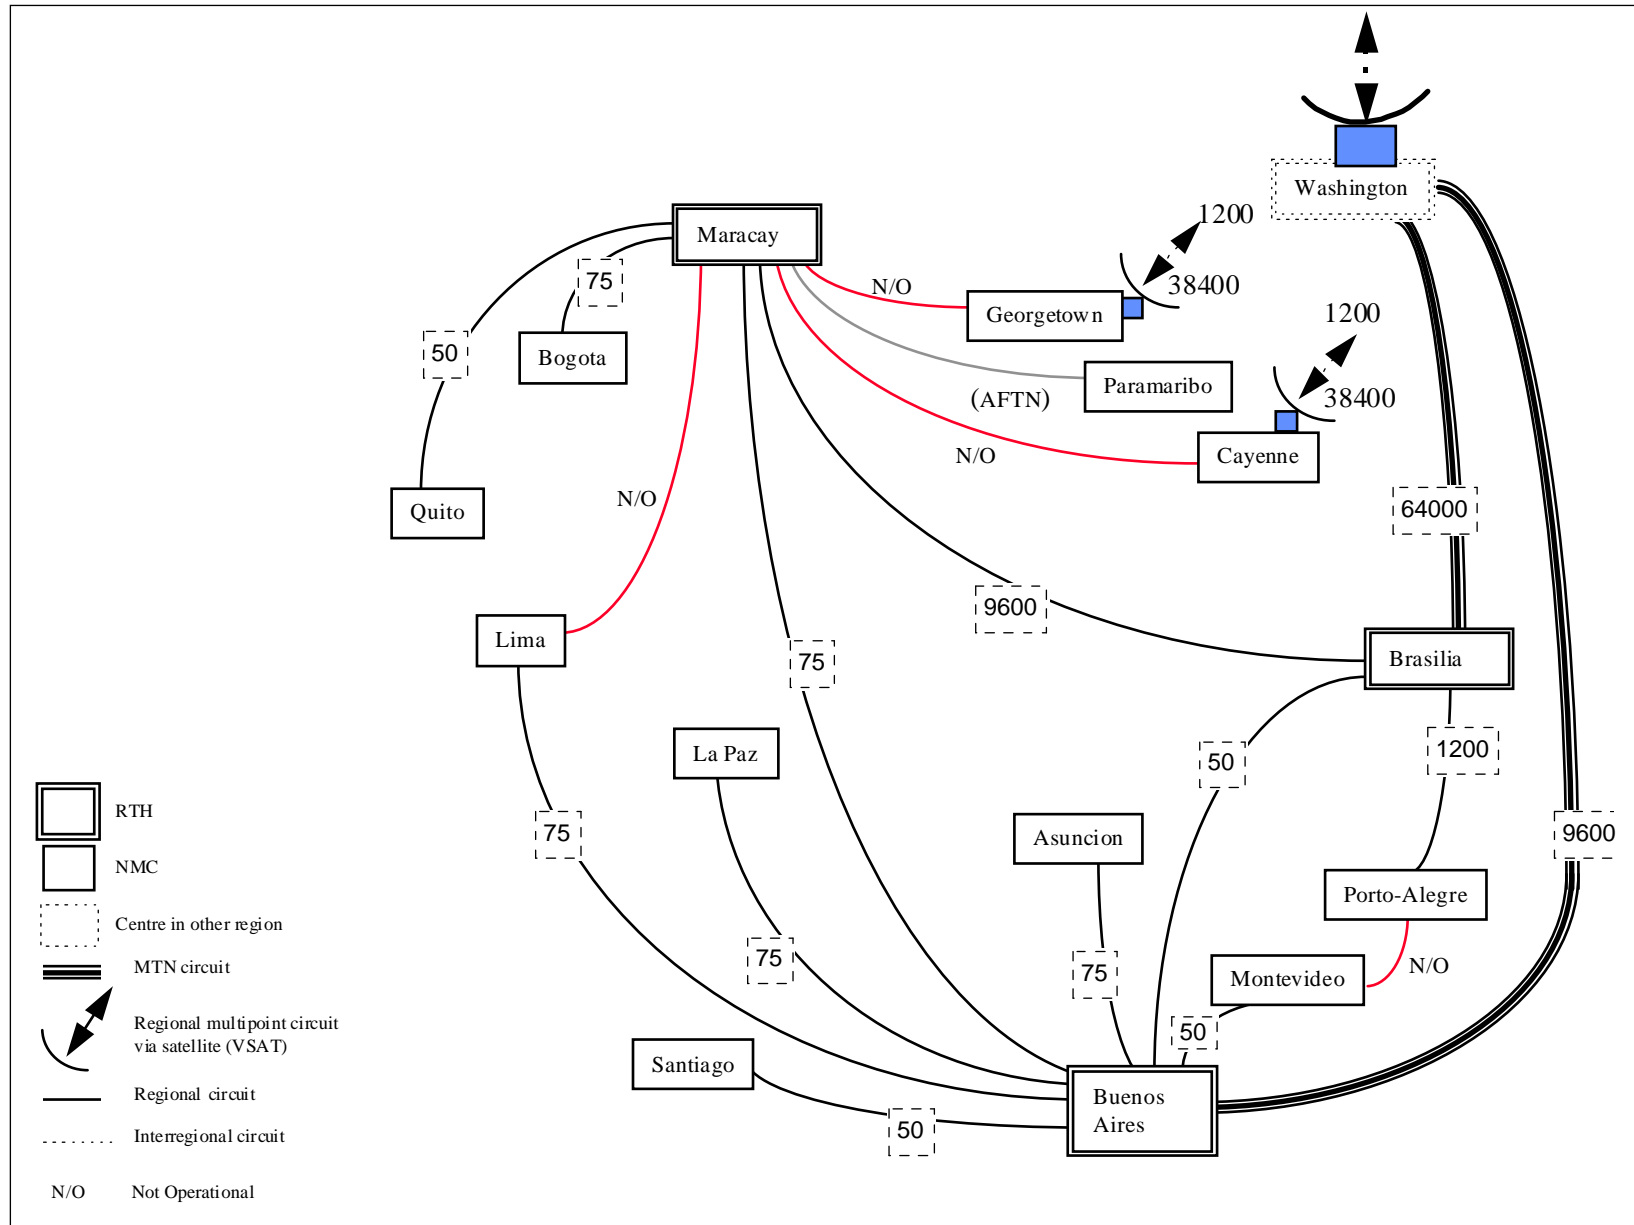 Washington
1200
Maracay
38400
75
N/O
Georgetown
1200
50
Bogota
Paramaribo
(AFTN)
38400
N/O
Cayenne
N/O
Quito
64000
9600
Lima
75
Brasilia
La Paz
50
1200
RTH
75
Asuncion
9600
NMC
Porto-Alegre
Centre in other region
75
75
N/O
MTN circuit
Montevideo
Regional multipoint circuit
via satellite (VSAT)
50
Santiago
Regional circuit
Buenos
Aires
Interregional circuit
50
N/O Not Operational